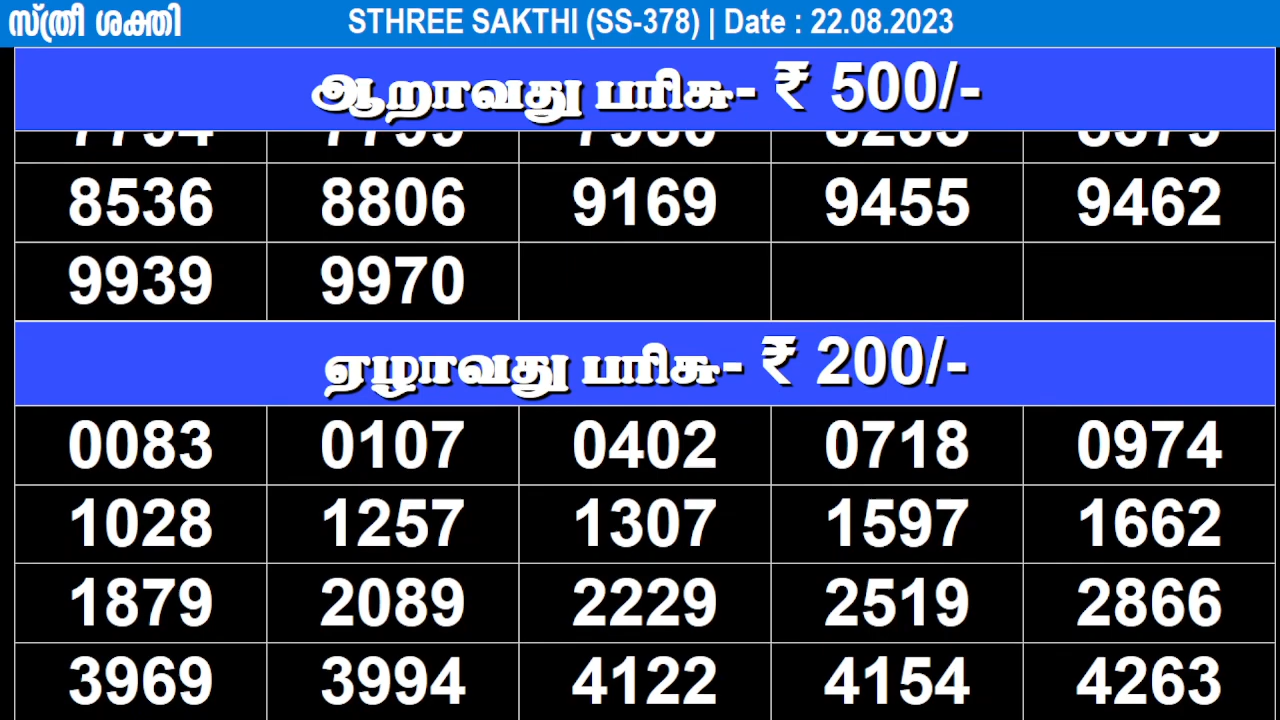 സ്ത്രീ ശക്തി STHREE SAKTHI (SS-378) | Date : 22.08.2023
ஆறாவது பரிசு- ₹ 500/-
8536 8806 9169 9455 9462
9939 9970
ஏழாவது பரிசு- ₹ 200/-
0083 0107 0402 0718 0974
1028 1257 1307 1597 1662
1879 2089 2229 2519 2866
3969 3994 4122 4154 4263